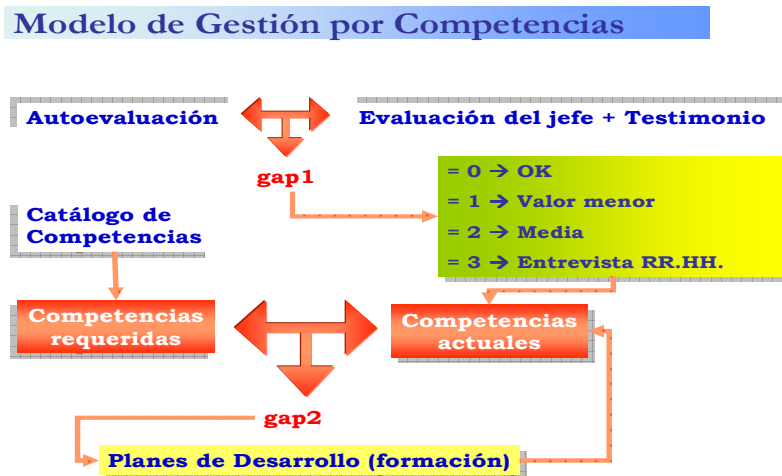 Modelo de Gestión por Competencias
Autoevaluación
Evaluación del jefe + Testimonio
gap1
= 0 → OK
= 1 → Valor menor
= 2 → Media
= 3 → Entrevista RR.HH.
Catálogo de
Competencias
Competencias
requeridas
Competencias
actuales
gap2
Planes de Desarrollo (formación)